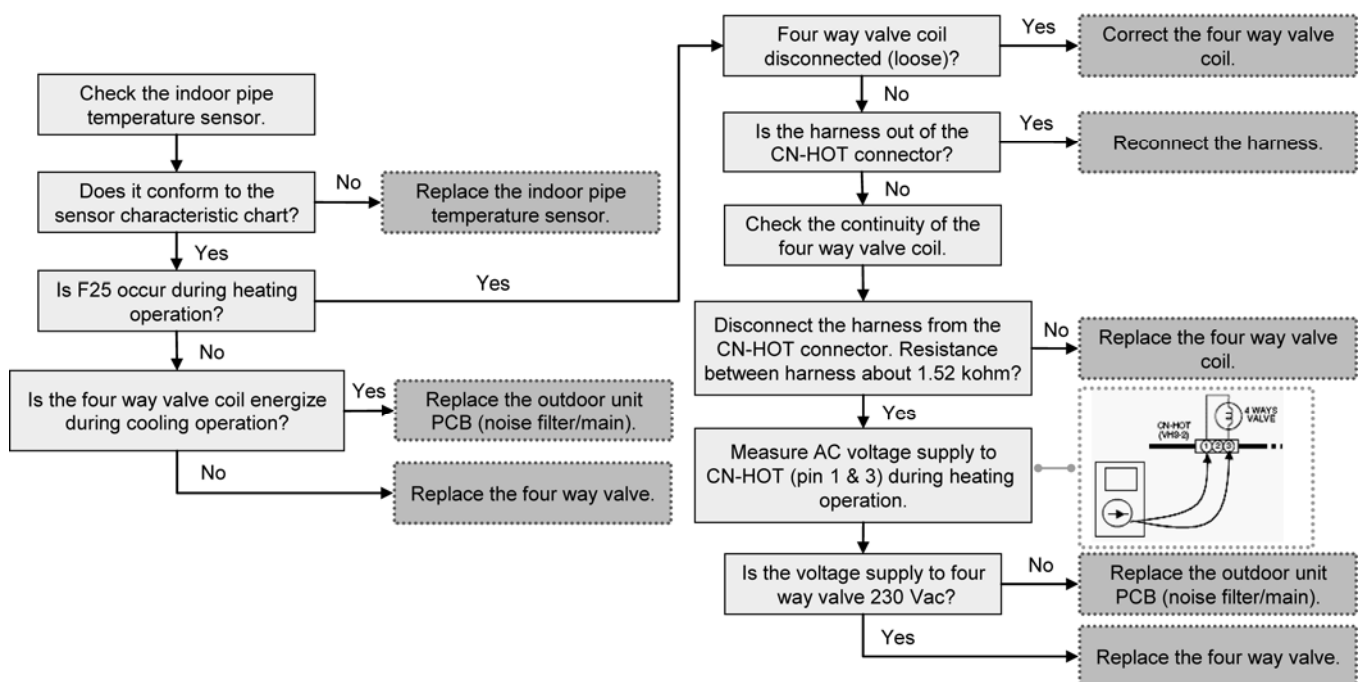 Check the indoor pipe
temperature sensor.
Does it conform to the
sensor characteristic chart?
No
Replace the indoor pipe
temperature sensor.
Yes
Is F25 occur during heating
operation?
Yes
No
Is the four way valve coil energize
during cooling operation?
Yes
Replace the outdoor unit
PCB (noise filter/main).
No
Replace the four way valve.
Four way valve coil
disconnected (loose)?
Yes
Correct the four way valve
coil.
No
Is the harness out of the
CN-HOT connector?
Yes
Reconnect the harness.
No
Check the continuity of the
four way valve coil.
Disconnect the harness from the
CN-HOT connector. Resistance
between harness about 1.52 kohm?
No
Replace the four way valve
coil.
Yes
Measure AC voltage supply to
CN-HOT (pin 1 & 3) during heating
operation.
4 WAYS
VALVE
CN-HOT
1 2 3
Is the voltage supply to four
way valve 230 Vac?
No
Replace the outdoor unit
PCB (noise filter/main).
Yes
Replace the four way valve.